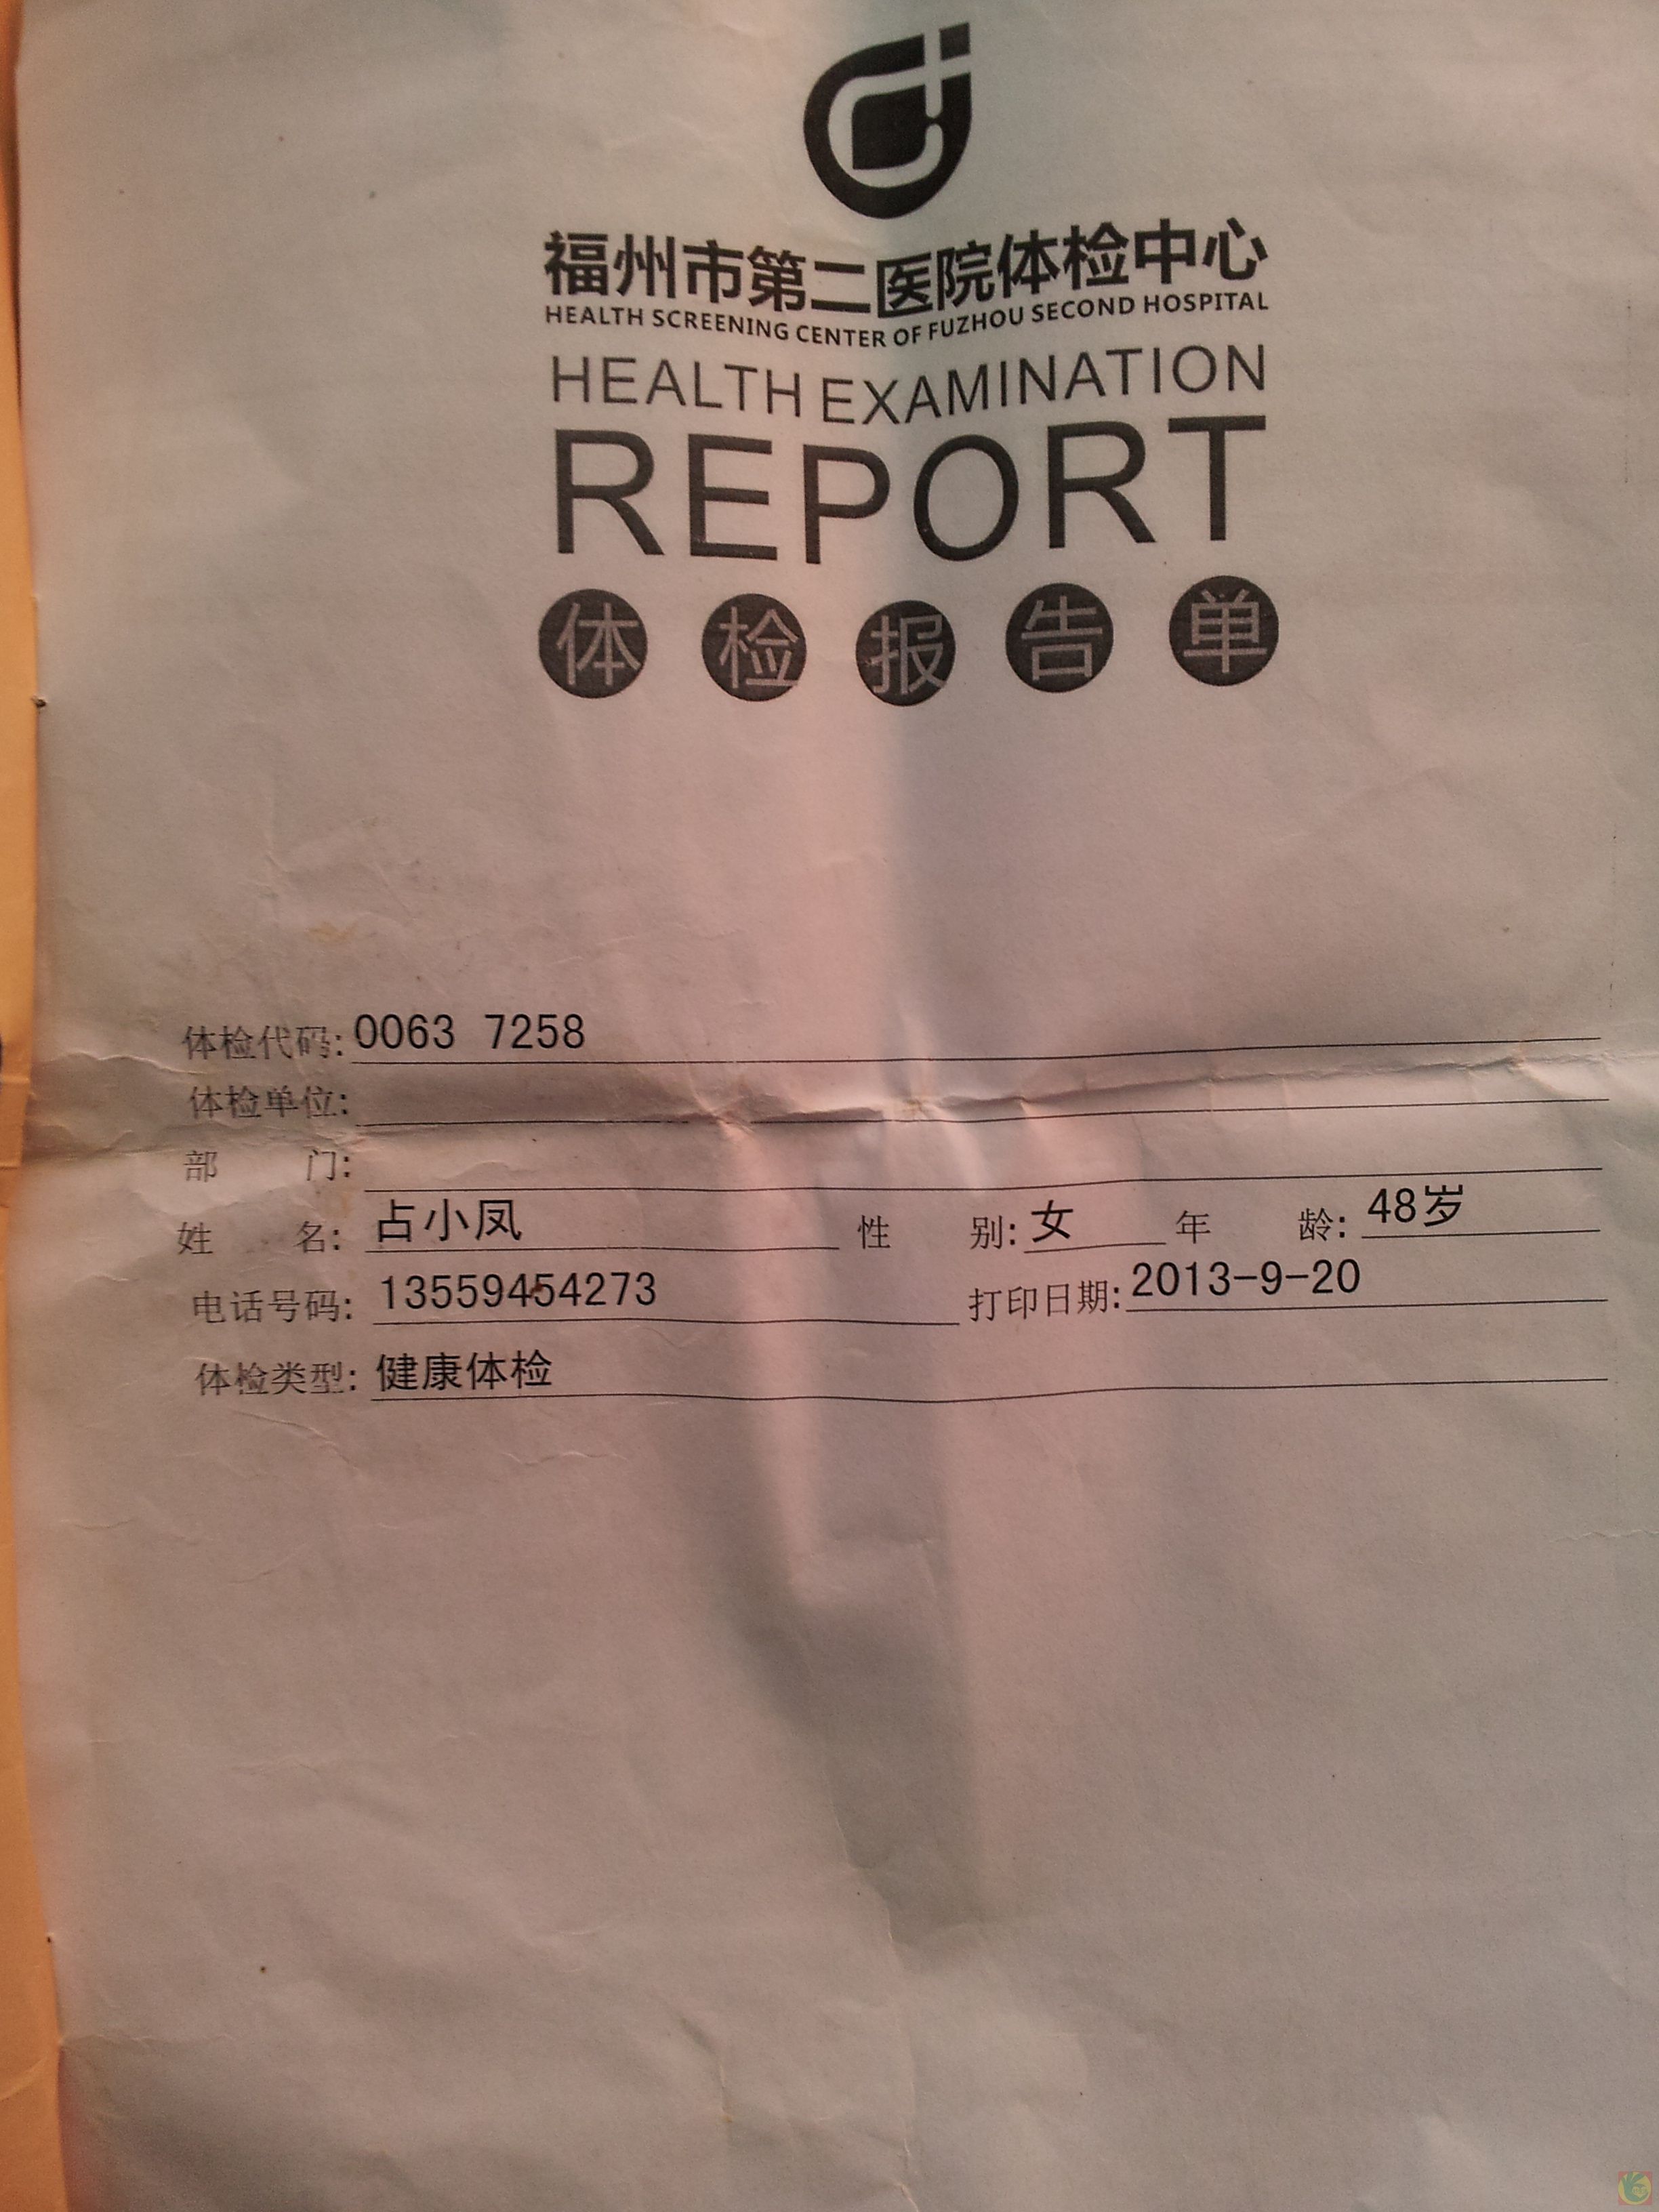 福州市第二医院体检中心
HEALTH SCREENING CENTER OF FUZHOU SECOND HOSPITAL
HEALTH EXAMINATION
REPORT
体检报告单
体检代码: 0063 7258
体检单位:
部 门:
姓 名: 占小凤 性 别: 女 年 龄: 48岁
电话号码: 13559454273 打印日期: 2013-9-20
体检类型: 健康体检